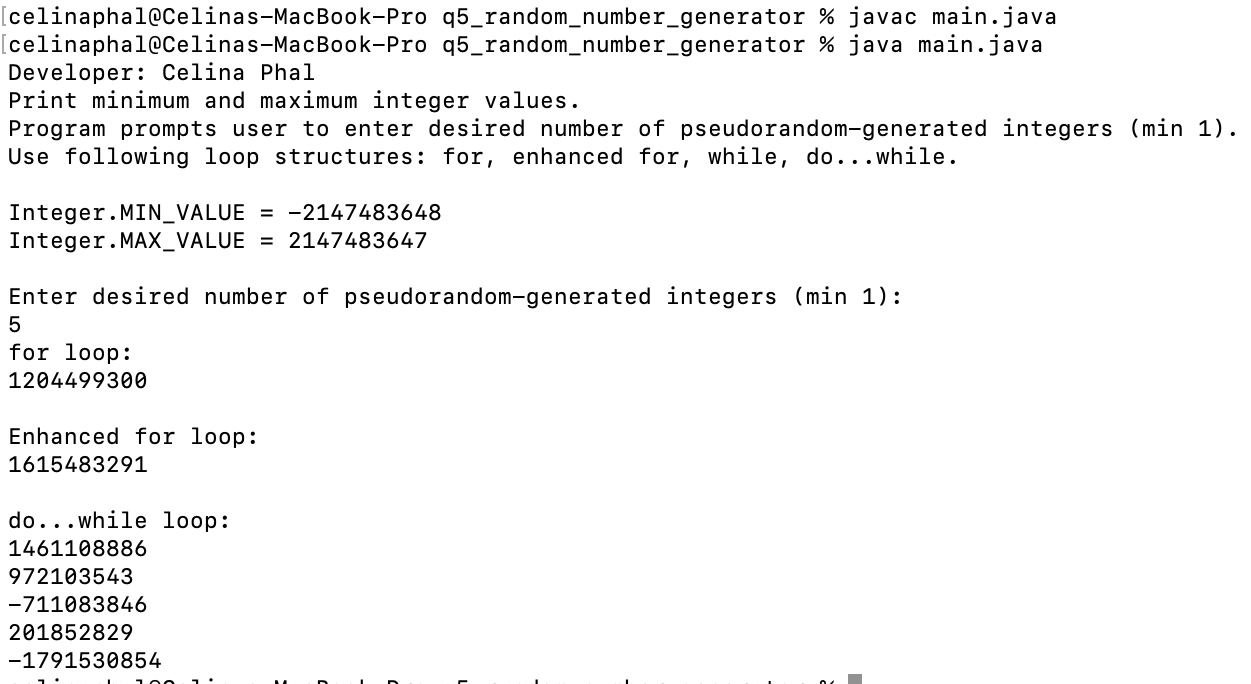 [celinaphal@Celinas-MacBook-Pro q5_random_number_generator % javac main.java
[celinaphal@Celinas-MacBook-Pro q5_random_number_generator % java main.java
Developer: Celina Phal
Print minimum and maximum integer values.
Program prompts user to enter desired number of pseudorandom-generated integers (min 1).
Use following loop structures: for, enhanced for, while, do...while.
Integer.MIN_VALUE = -2147483648
Integer.MAX_VALUE = 2147483647
Enter desired number of pseudorandom-generated integers (min 1):
5
for loop:
1204499300
Enhanced for loop:
1615483291
do...while loop:
1461108886
972103543
-711083846
201852829
-1791530854